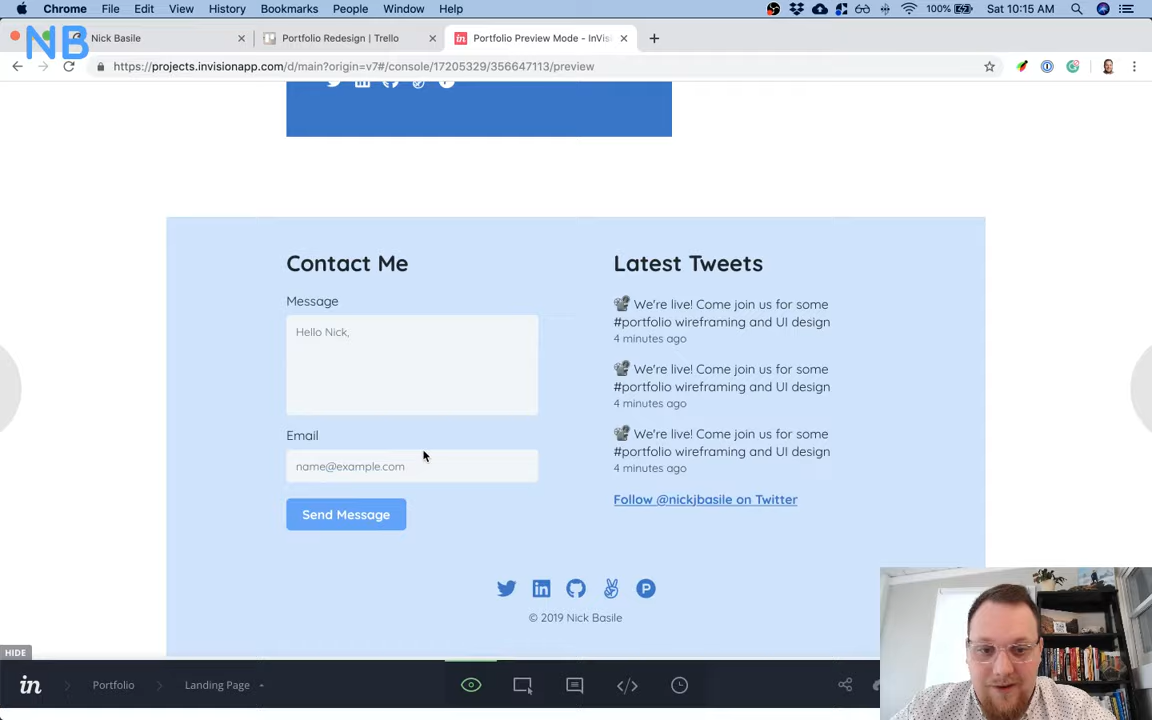 Chrome File Edit View History Bookmarks People Window Help 100% Sat 10:15 AM
NB
Nick Basile
Portfolio Redesign | Trello
Portfolio Preview Mode - InVis
https://projects.invisionapp.com/d/main?origin=v7#/console/17205329/356647113/preview
Contact Me
Message
Hello Nick,
Email
name@example.com
Send Message
Latest Tweets
We're live! Come join us for some
#portfolio wireframing and UI design
4 minutes ago
We're live! Come join us for some
#portfolio wireframing and UI design
4 minutes ago
We're live! Come join us for some
#portfolio wireframing and UI design
4 minutes ago
Follow @nickjbasile on Twitter
© 2019 Nick Basile
HIDE
in Portfolio Landing Page